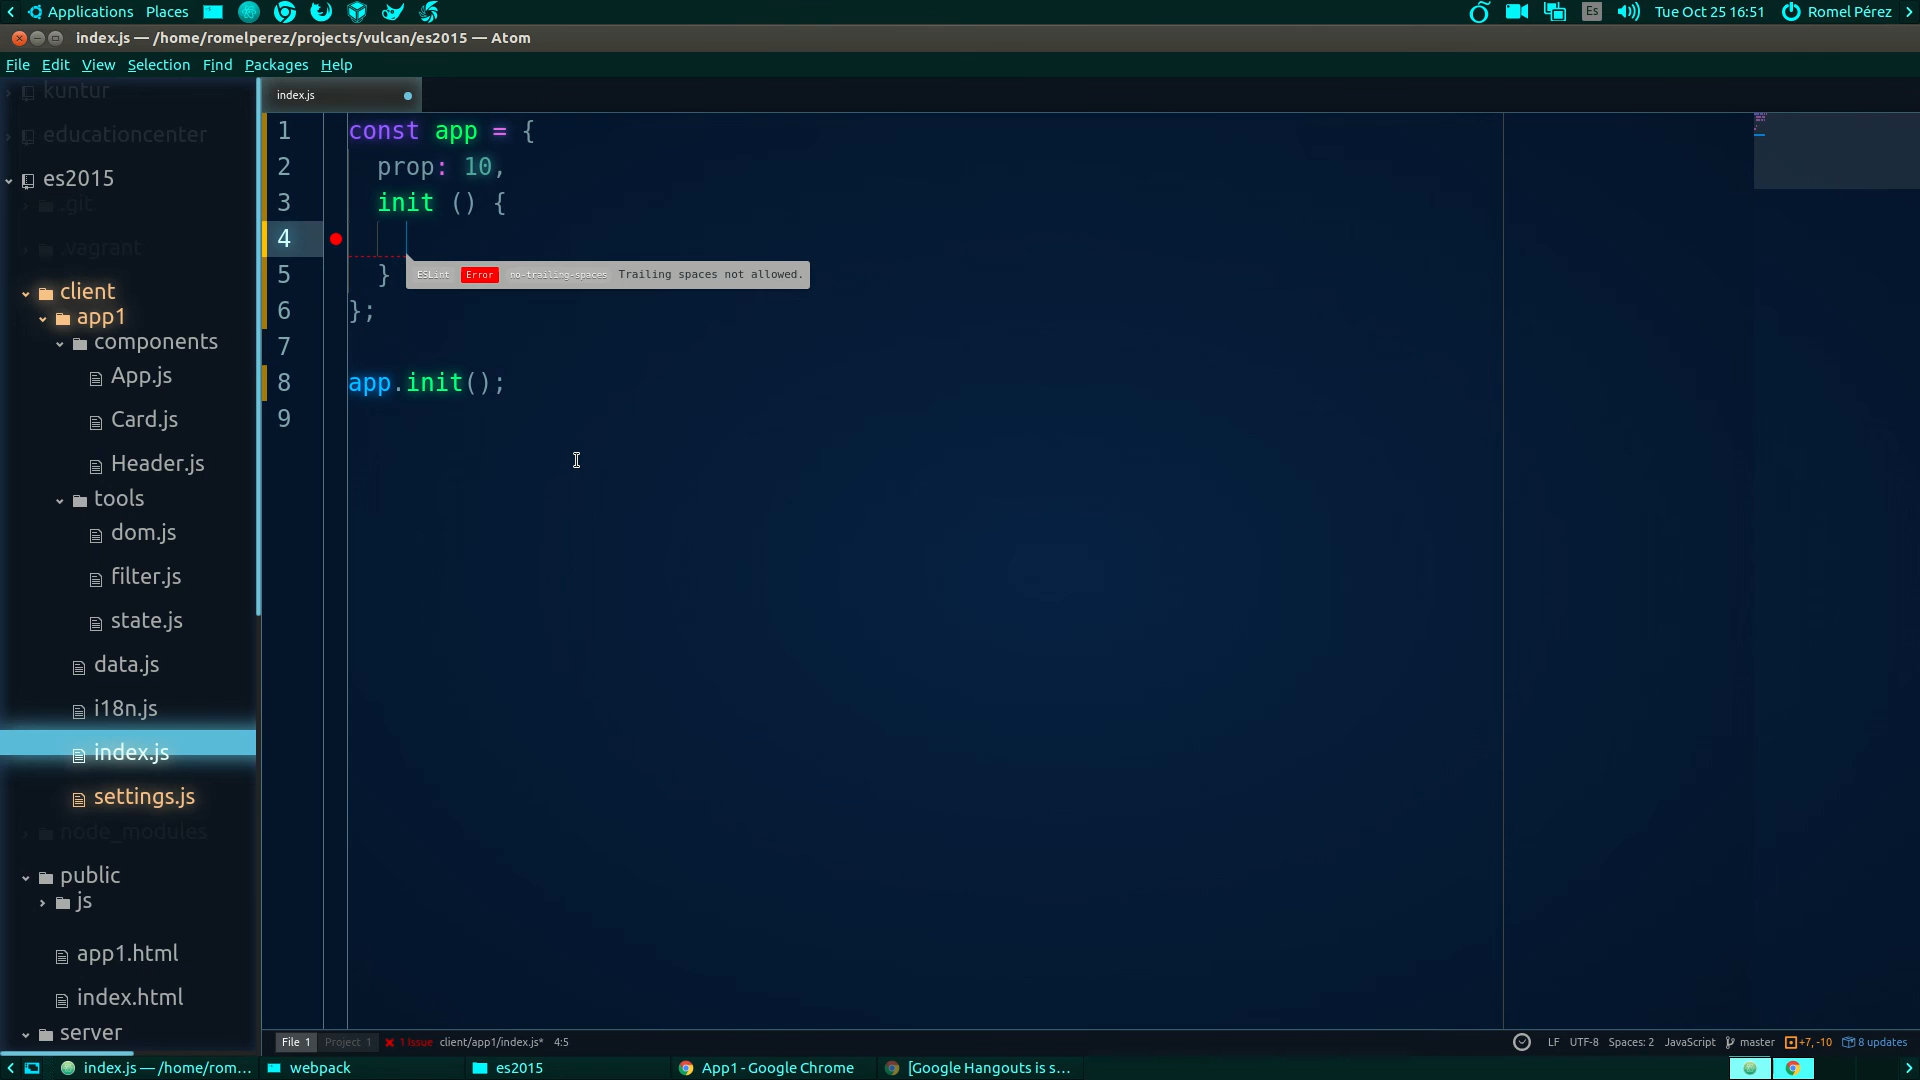 Applications Places Es Tue Oct 25 16:51 Romel Pérez
index.js — /home/romelperez/projects/vulcan/es2015 — Atom
File Edit View Selection Find Packages Help
kuntur
educationcenter
es2015
.git
.vagrant
client
app1
components
App.js
Card.js
Header.js
tools
dom.js
filter.js
state.js
data.js
i18n.js
index.js
settings.js
node_modules
public
js
app1.html
index.html
server
index.js
1 const app = {
2 prop: 10,
3 init () {
4
ESLint Error no-trailing-spaces Trailing spaces not allowed.
5 }
6 };
7
8 app.init();
9
File 1 Project 1 1 Issue client/app1/index.js* 4:5 LF UTF-8 Spaces: 2 JavaScript master +7, -10 8 updates
index.js — /home/rom... webpack es2015 App1 - Google Chrome [Google Hangouts is s...